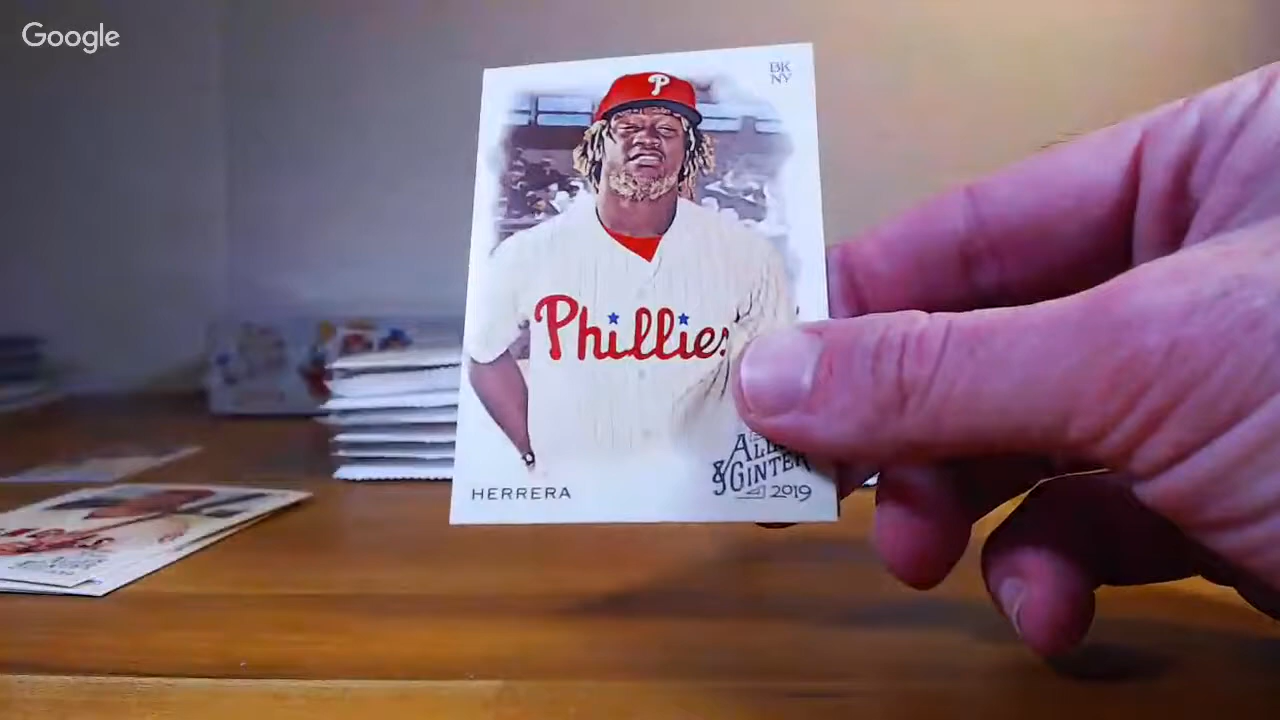 Google
BK
NY
P
Phillies
HERRERA
ALLEN
& GINTER
2019